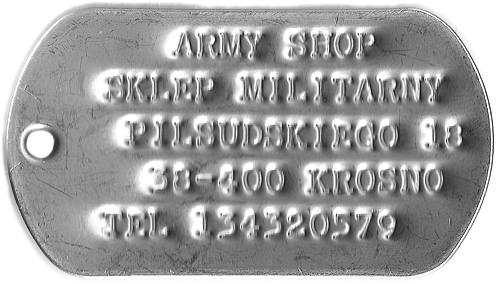 ARMY SHOP
SKLEP MILITARNY
PILSUDSKIEGO 18
38-400 KROSNO
TEL 134320579